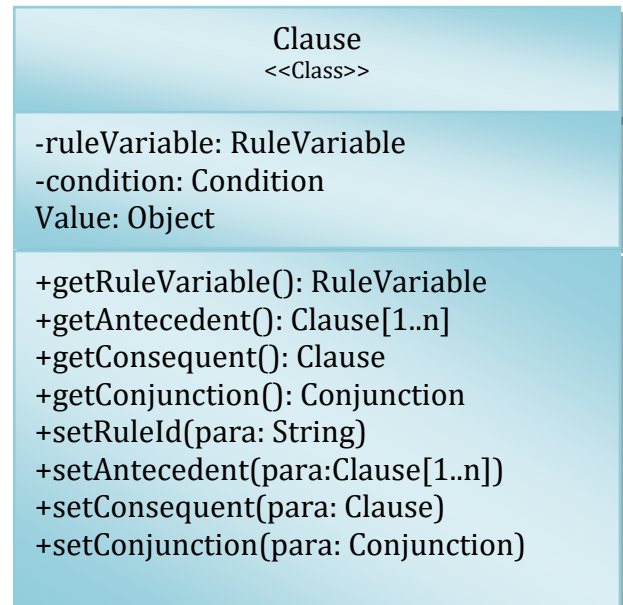 Clause
<<Class>>
-ruleVariable: RuleVariable
-condition: Condition
Value: Object
+getRuleVariable(): RuleVariable
+getAntecedent(): Clause[1..n]
+getConsequent(): Clause
+getConjunction(): Conjunction
+setRuleId(para: String)
+setAntecedent(para:Clause[1..n])
+setConsequent(para: Clause)
+setConjunction(para: Conjunction)